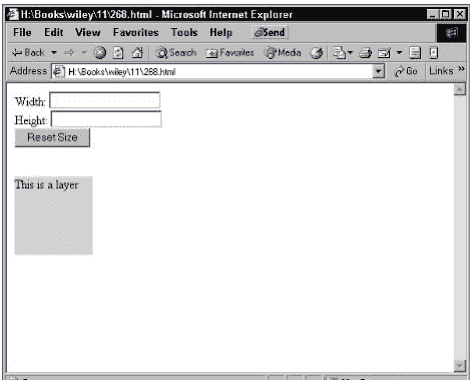 H:\Books\wiley\11\268.html - Microsoft Internet Explorer
File Edit View Favorites Tools Help Send
Back Search Favorites Media
Address H:\Books\wiley\11\268.html Go Links »
Width:
Height:
Reset Size
This is a layer